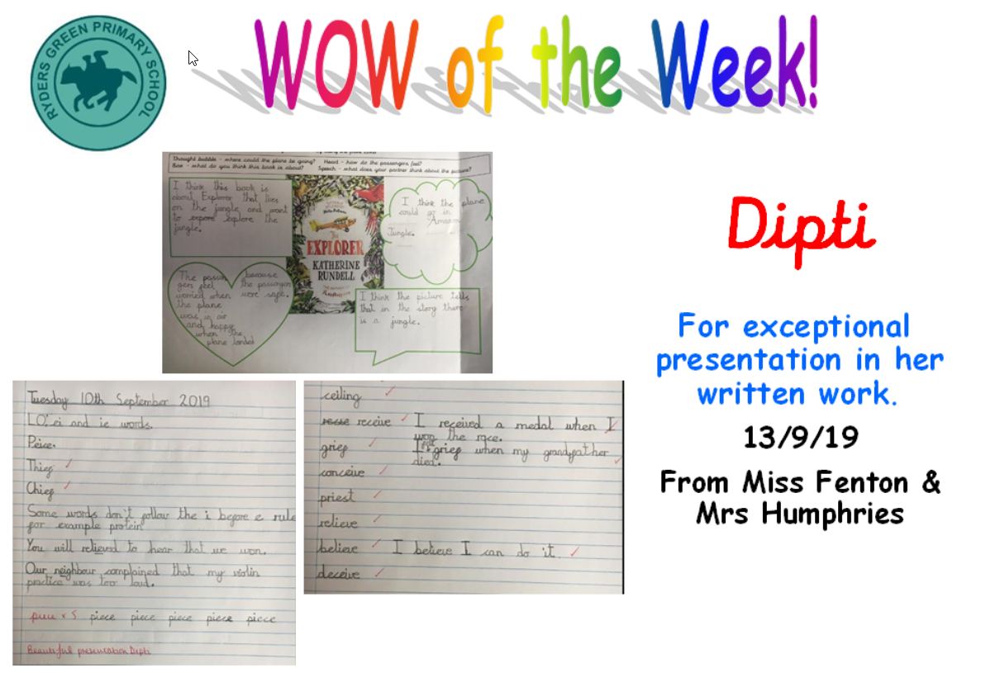 RYDERS GREEN PRIMARY SCHOOL
WOW of the Week!
Thought bubble - where could the plane be going? Heart - how do the passengers feel?
Box - what do you think this book is about? Speech - what does your partner think about the picture?
I think this book is
about Explorer that lives
on the jungle and want
to expore explore the
jungle.
The
EXPLORER
KATHERINE
RUNDELL
I think the plane
could go in
Amazon
Jungle.
The passen
gers feel
worried when
the plane
was in air
and happy
when the
plane landed
because
the passengers
were safe.
I think the picture tells
that in the story there
is a jungle.
Dipti
For exceptional
presentation in her
written work.
13/9/19
From Miss Fenton &
Mrs Humphries
Tuesday 10th September 2019
LO: ei and ie words.
Peice.
Thief
Chief
Some words don't follow the i before e rule
for example protein
You will relieved to hear that we won.
Our neighbour complained that my violin
practice was too loud.
piece x 5 piece piece piece piece piece
Beautiful presentation Dipti
ceiling
receive I received a medal when I
won the race.
grief I felt grief when my grandfather
died.
conceive
priest
relieve
believe I believe I can do it.
deceive